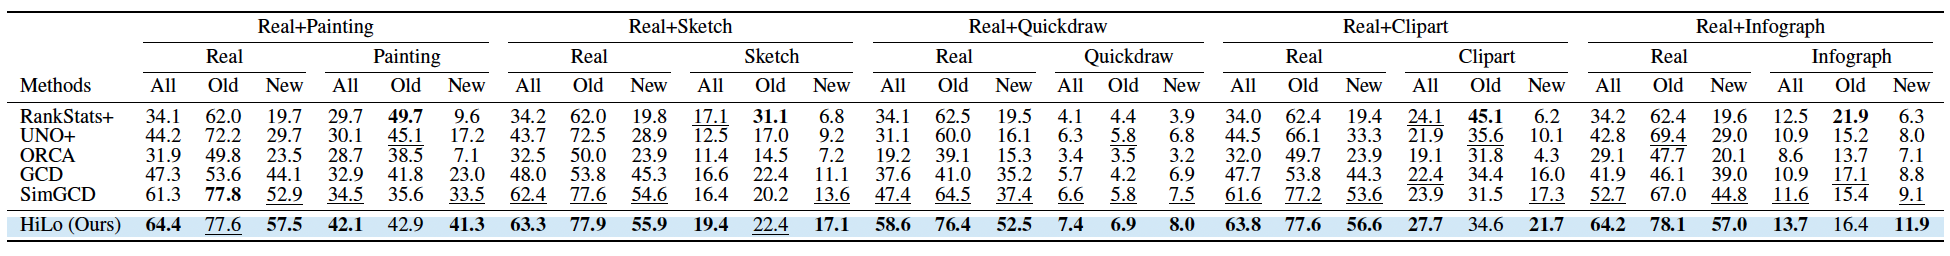 Real+Painting Real+Sketch Real+Quickdraw Real+Clipart Real+Infograph
Real Painting Real Sketch Real Quickdraw Real Clipart Real Infograph
Methods All Old New All Old New All Old New All Old New All Old New All Old New All Old New All Old New All Old New All Old New
RankStats+ 34.1 62.0 19.7 29.7 49.7 9.6 34.2 62.0 19.8 17.1 31.1 6.8 34.1 62.5 19.5 4.1 4.4 3.9 34.0 62.4 19.4 24.1 45.1 6.2 34.2 62.4 19.6 12.5 21.9 6.3
UNO+ 44.2 72.2 29.7 30.1 45.1 17.2 43.7 72.5 28.9 12.5 17.0 9.2 31.1 60.0 16.1 6.3 5.8 6.8 44.5 66.1 33.3 21.9 35.6 10.1 42.8 69.4 29.0 10.9 15.2 8.0
ORCA 31.9 49.8 23.5 28.7 38.5 7.1 32.5 50.0 23.9 11.4 14.5 7.2 19.2 39.1 15.3 3.4 3.5 3.2 32.0 49.7 23.9 19.1 31.8 4.3 29.1 47.7 20.1 8.6 13.7 7.1
GCD 47.3 53.6 44.1 32.9 41.8 23.0 48.0 53.8 45.3 16.6 22.4 11.1 37.6 41.0 35.2 5.7 4.2 6.9 47.7 53.8 44.3 22.4 34.4 16.0 41.9 46.1 39.0 10.9 17.1 8.8
SimGCD 61.3 77.8 52.9 34.5 35.6 33.5 62.4 77.6 54.6 16.4 20.2 13.6 47.4 64.5 37.4 6.6 5.8 7.5 61.6 77.2 53.6 23.9 31.5 17.3 52.7 67.0 44.8 11.6 15.4 9.1
HiLo (Ours) 64.4 77.6 57.5 42.1 42.9 41.3 63.3 77.9 55.9 19.4 22.4 17.1 58.6 76.4 52.5 7.4 6.9 8.0 63.8 77.6 56.6 27.7 34.6 21.7 64.2 78.1 57.0 13.7 16.4 11.9